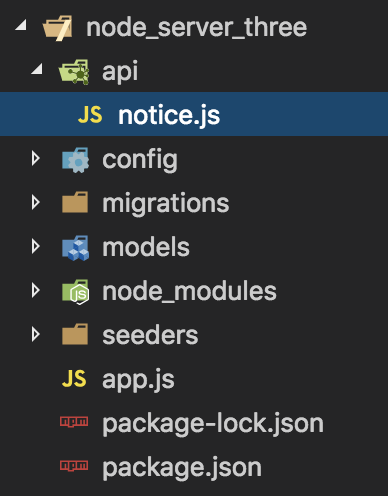 node_server_three
api
JS notice.js
config
migrations
models
node_modules
seeders
JS app.js
package-lock.json
package.json